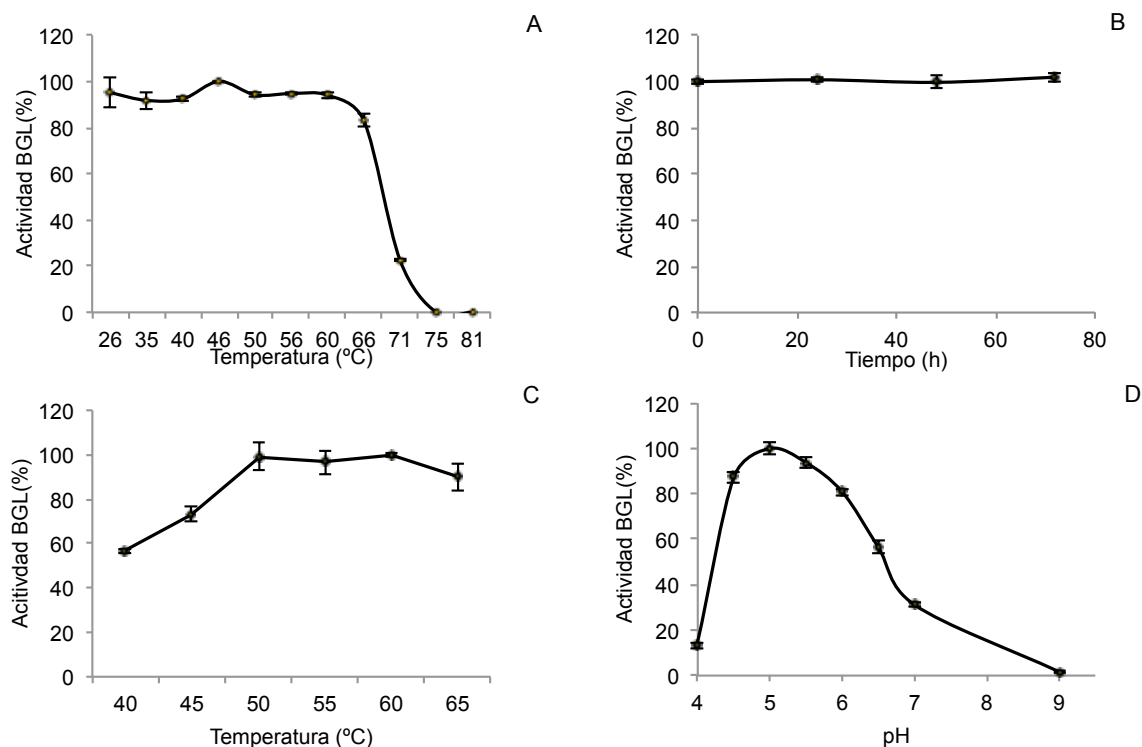 A
120
100
80
60
40
20
0
Actividad BGL(%)
26 35 40 46 50 56 60 66 71 75 81
Temperatura (ºC)
B
120
100
80
60
40
20
0
Actividad BGL(%)
0 20 40 60 80
Tiempo (h)
C
120
100
80
60
40
20
0
Acitivdad BGL(%)
40 45 50 55 60 65
Temperatura (ºC)
D
120
100
80
60
40
20
0
Actividad BGL(%)
4 5 6 7 8 9
pH